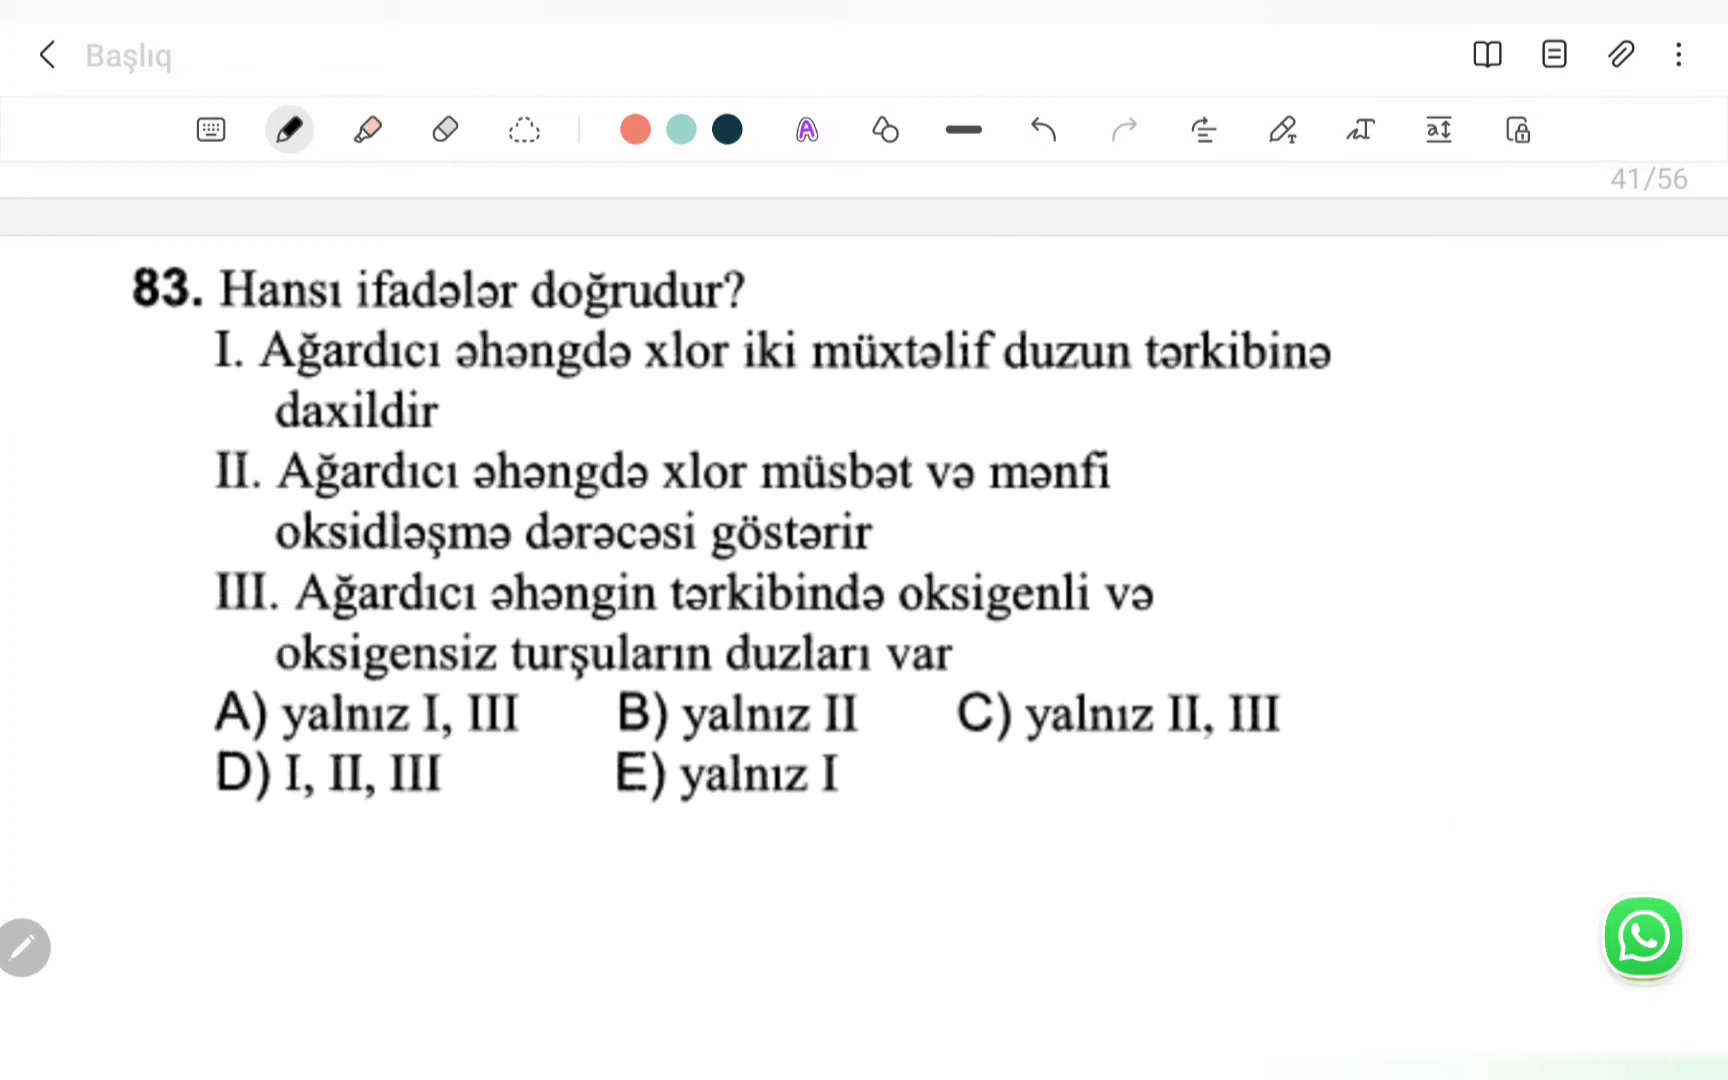 Başlıq
41/56
83. Hansı ifadələr doğrudur?
I. Ağardıcı əhəngdə xlor iki müxtəlif duzun tərkibinə
daxildir
II. Ağardıcı əhəngdə xlor müsbət və mənfi
oksidləşmə dərəcəsi göstərir
III. Ağardıcı əhəngin tərkibində oksigenli və
oksigensiz turşuların duzları var
A) yalnız I, III B) yalnız II C) yalnız II, III
D) I, II, III E) yalnız I